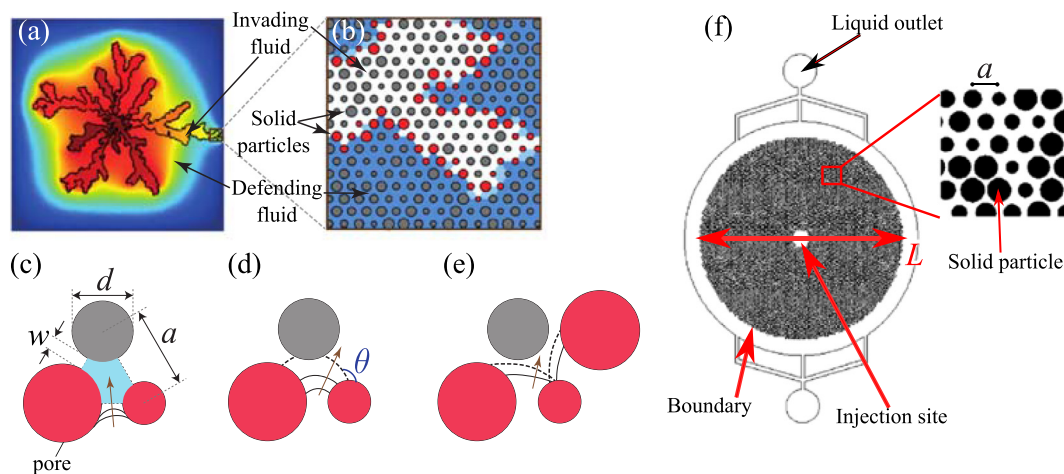 (a)
Invading
fluid
(b)
Solid
particles
Defending
fluid
(c)
d
w
a
pore
(d)
θ
(e)
(f)
Liquid outlet
a
L
Solid particle
Boundary
Injection site